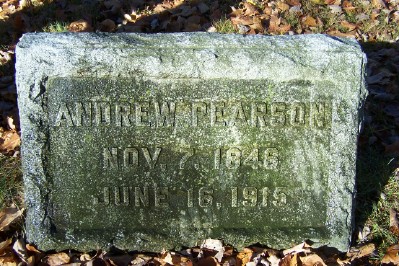 ANDREW PEARSON
NOV. 7, 1846
JUNE 16, 1915